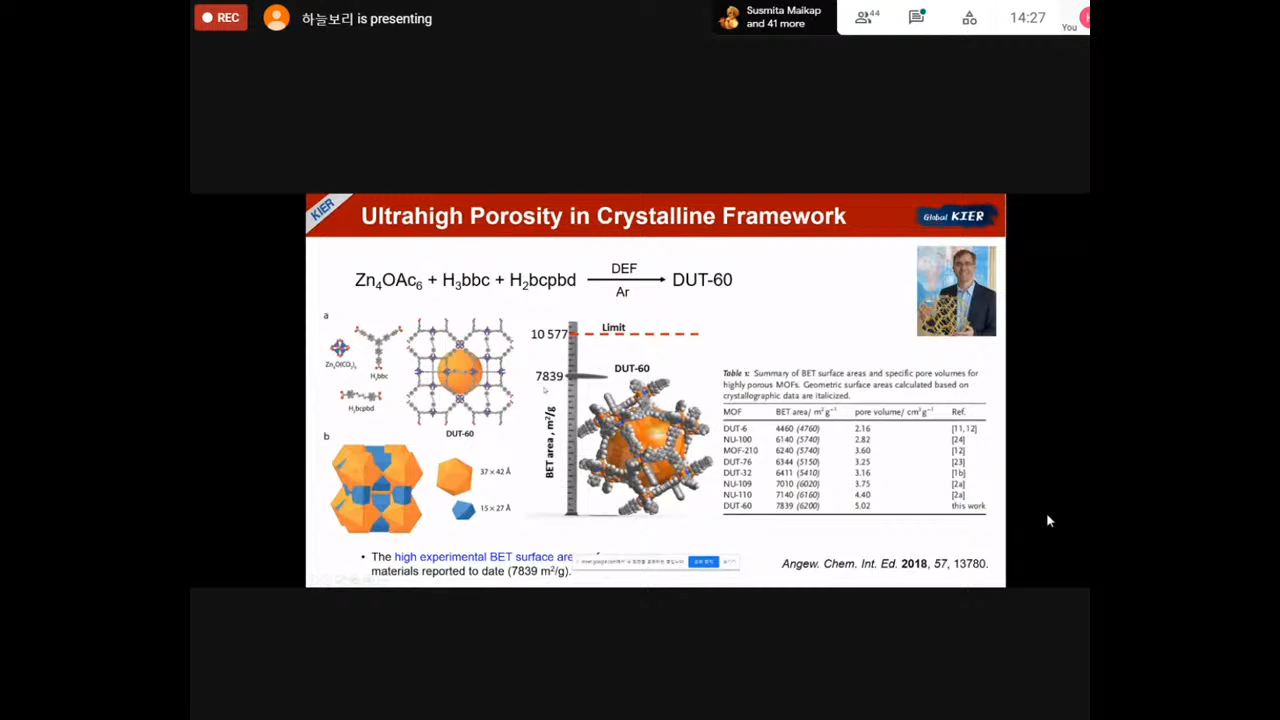 REC
하늘보리 is presenting
Susmita Maikap
and 41 more
44
14:27
You
KIER
Ultrahigh Porosity in Crystalline Framework
Global KIER
Zn₄OAc₆ + H₃bbc + H₂bcpbd
DEF
Ar
DUT-60
a
Zn₄O(CO₂)₆
H₃bbc
H₂bcpbd
DUT-60
b
37 × 42 Å
15 × 27 Å
10 577
Limit
7839
DUT-60
BET area, m²/g
Table 1: Summary of BET surface areas and specific pore volumes for
highly porous MOFs. Geometric surface areas calculated based on
crystallographic data are italicized.
MOF BET area/ m² g⁻¹ pore volume/ cm³ g⁻¹ Ref.
DUT-6 4460 (4760) 2.16 [11, 12]
NU-100 6140 (5740) 2.82 [24]
MOF-210 6240 (5740) 3.60 [12]
DUT-76 6344 (5150) 3.25 [23]
DUT-32 6411 (5410) 3.16 [1b]
NU-109 7010 (6020) 3.75 [2a]
NU-110 7140 (6160) 4.40 [2a]
DUT-60 7839 (6200) 5.02 this work
• The high experimental BET surface are
materials reported to date (7839 m²/g).
Angew. Chem. Int. Ed. 2018, 57, 13780.